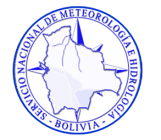 SERVICIO NACIONAL DE METEOROLOGÍA E HIDROLOGÍA
- BOLIVIA -